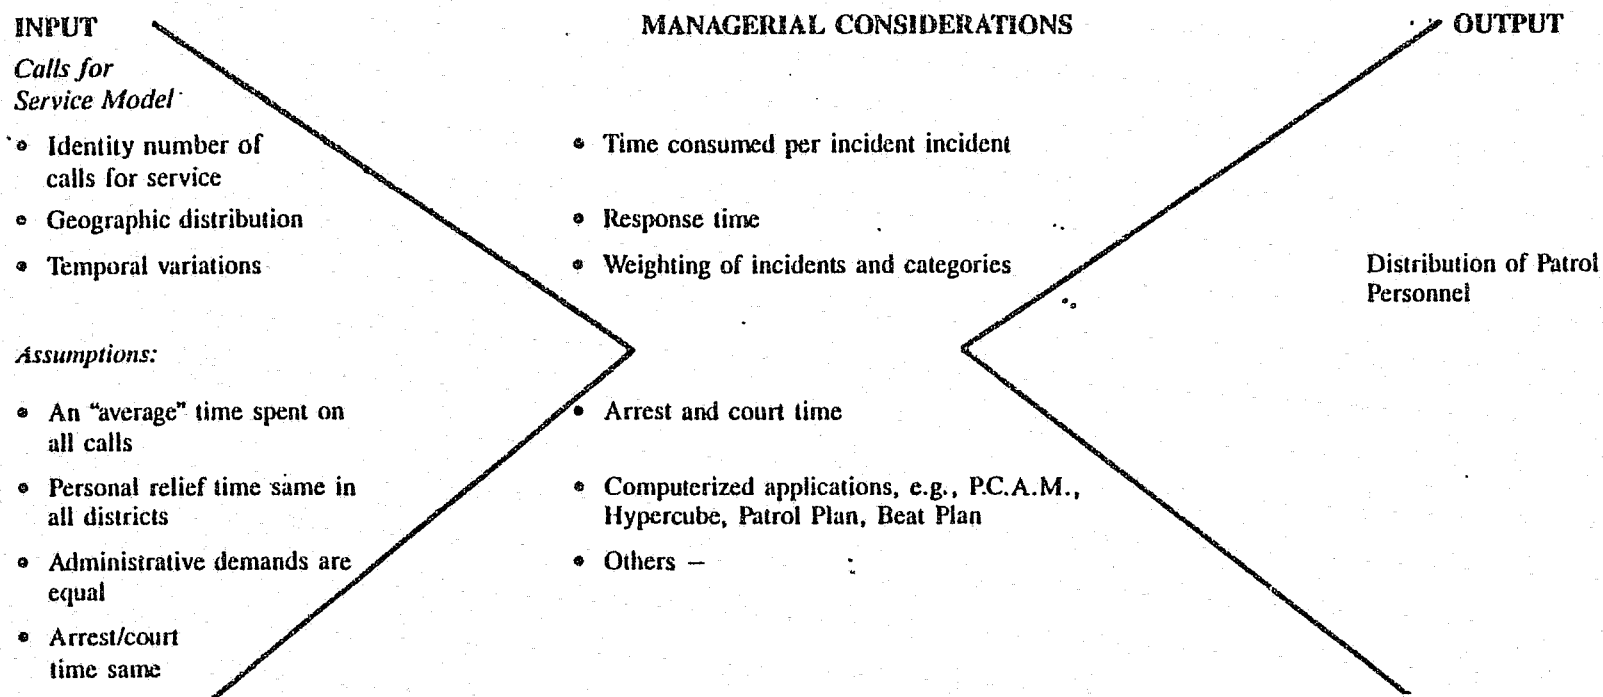 INPUT
Calls for
Service Model
• Identity number of
calls for service
• Geographic distribution
• Temporal variations
Assumptions:
• An “average” time spent on
all calls
• Personal relief time same in
all districts
• Administrative demands are
equal
• Arrest/court
time same
MANAGERIAL CONSIDERATIONS
• Time consumed per incident incident
• Response time
• Weighting of incidents and categories
• Arrest and court time
• Computerized applications, e.g., P.C.A.M.,
Hypercube, Patrol Plan, Beat Plan
• Others –
OUTPUT
Distribution of Patrol
Personnel